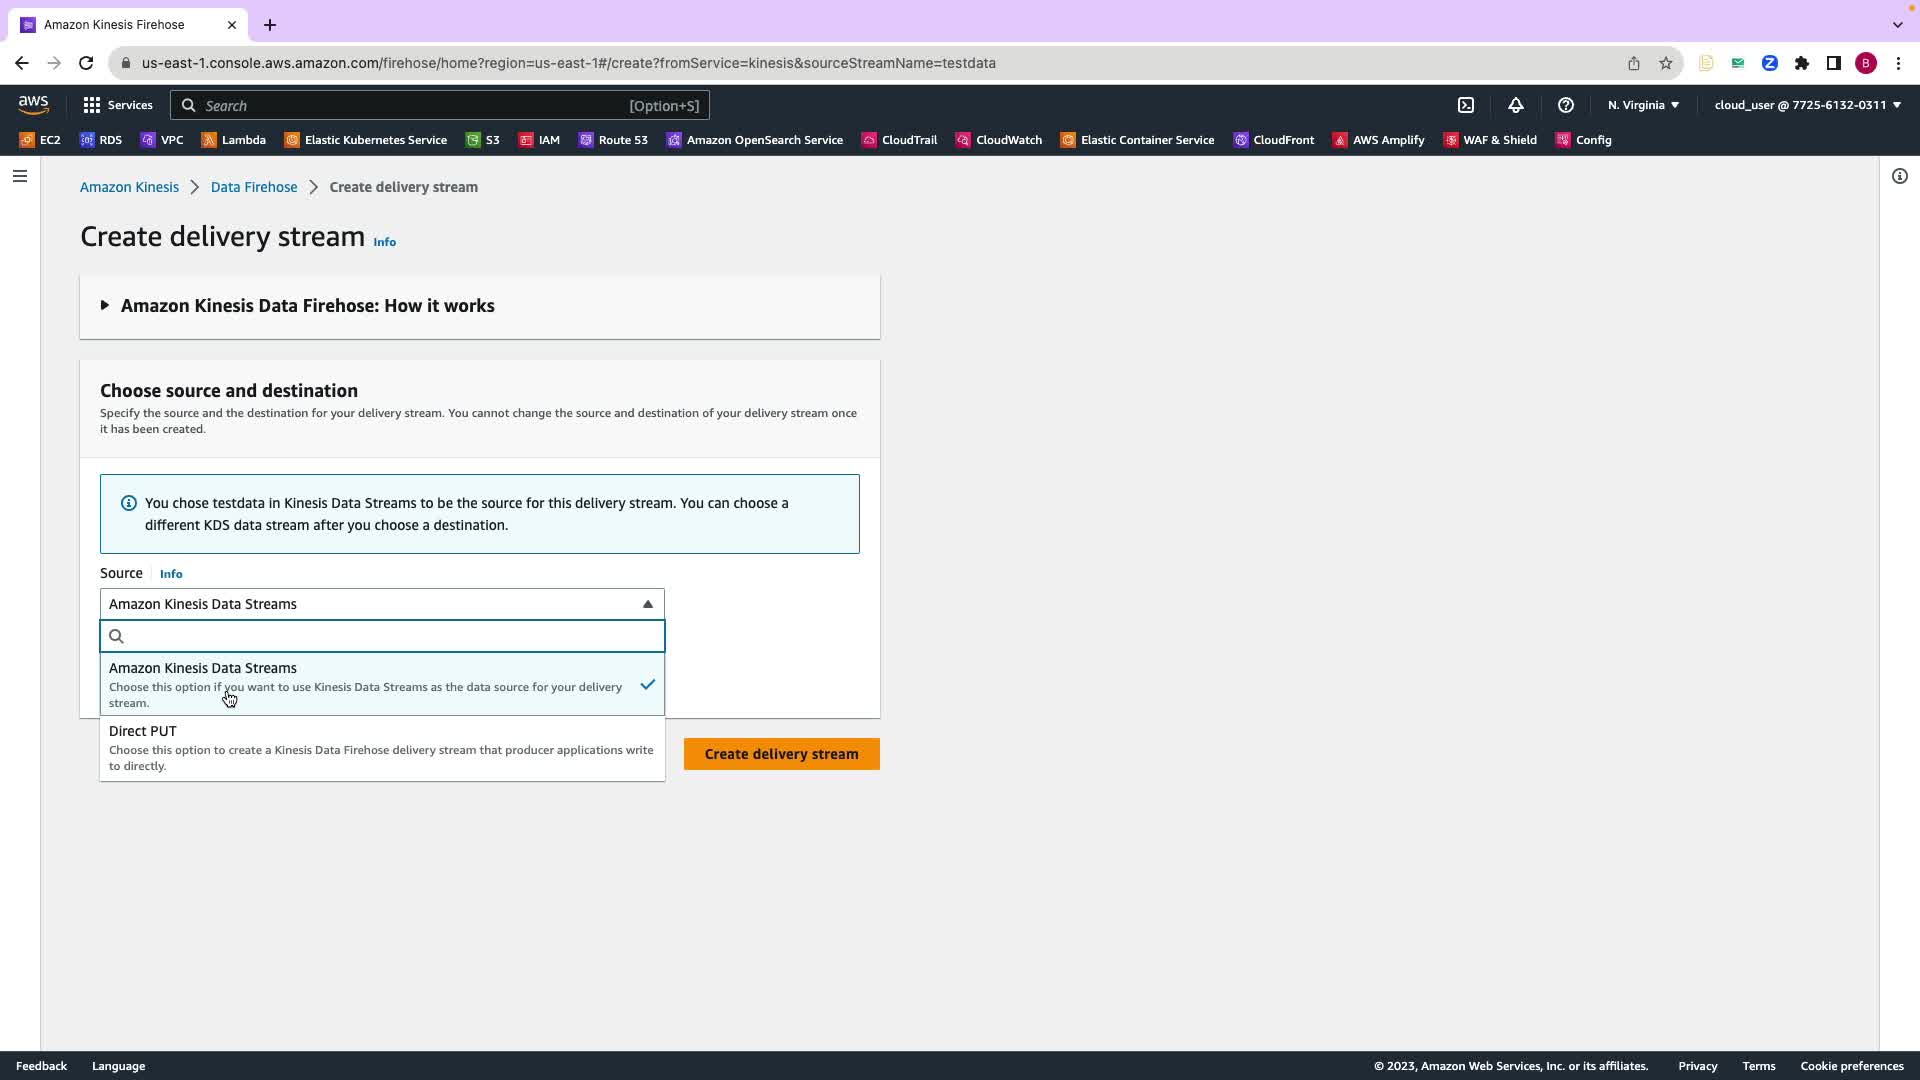 Amazon Kinesis Firehose
us-east-1.console.aws.amazon.com/firehose/home?region=us-east-1#/create?fromService=kinesis&sourceStreamName=testdata
B
aws
Services
Search
[Option+S]
N. Virginia
cloud_user @ 7725-6132-0311
EC2
RDS
VPC
Lambda
Elastic Kubernetes Service
S3
IAM
Route 53
Amazon OpenSearch Service
CloudTrail
CloudWatch
Elastic Container Service
CloudFront
AWS Amplify
WAF & Shield
Config
Amazon Kinesis > Data Firehose > Create delivery stream
Create delivery stream Info
Amazon Kinesis Data Firehose: How it works
Choose source and destination
Specify the source and the destination for your delivery stream. You cannot change the source and destination of your delivery stream once
it has been created.
You chose testdata in Kinesis Data Streams to be the source for this delivery stream. You can choose a
different KDS data stream after you choose a destination.
Source Info
Amazon Kinesis Data Streams
Amazon Kinesis Data Streams
Choose this option if you want to use Kinesis Data Streams as the data source for your delivery
stream.
Direct PUT
Choose this option to create a Kinesis Data Firehose delivery stream that producer applications write
to directly.
Create delivery stream
Feedback
Language
© 2023, Amazon Web Services, Inc. or its affiliates.
Privacy
Terms
Cookie preferences